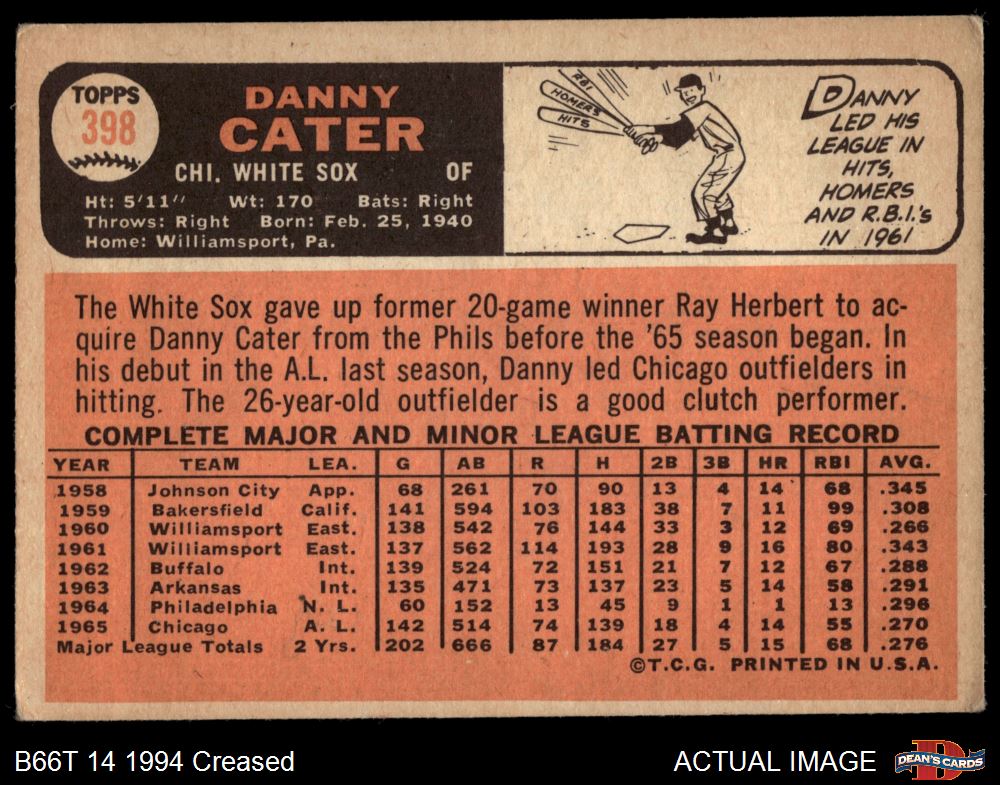 TOPPS
398
DANNY
CATER
CHI. WHITE SOX OF
Ht: 5'11" Wt: 170 Bats: Right
Throws: Right Born: Feb. 25, 1940
Home: Williamsport, Pa.
RBI
HOMERS
HITS
DANNY
LED HIS
LEAGUE IN
HITS,
HOMERS
AND R.B.I.'s
IN 1961
The White Sox gave up former 20-game winner Ray Herbert to ac-
quire Danny Cater from the Phils before the '65 season began. In
his debut in the A.L. last season, Danny led Chicago outfielders in
hitting. The 26-year-old outfielder is a good clutch performer.
COMPLETE MAJOR AND MINOR LEAGUE BATTING RECORD
YEAR TEAM LEA. G AB R H 2B 3B HR RBI AVG.
1958 Johnson City App. 68 261 70 90 13 4 14 68 .345
1959 Bakersfield Calif. 141 594 103 183 38 7 11 99 .308
1960 Williamsport East. 138 542 76 144 33 3 12 69 .266
1961 Williamsport East. 137 562 114 193 28 9 16 80 .343
1962 Buffalo Int. 139 524 72 151 21 7 12 67 .288
1963 Arkansas Int. 135 471 73 137 23 5 14 58 .291
1964 Philadelphia N. L. 60 152 13 45 9 1 1 13 .296
1965 Chicago A. L. 142 514 74 139 18 4 14 55 .270
Major League Totals 2 Yrs. 202 666 87 184 27 5 15 68 .276
©T.C.G. PRINTED IN U.S.A.
B66T 14 1994 Creased
ACTUAL IMAGE
D
DEAN'S CARDS